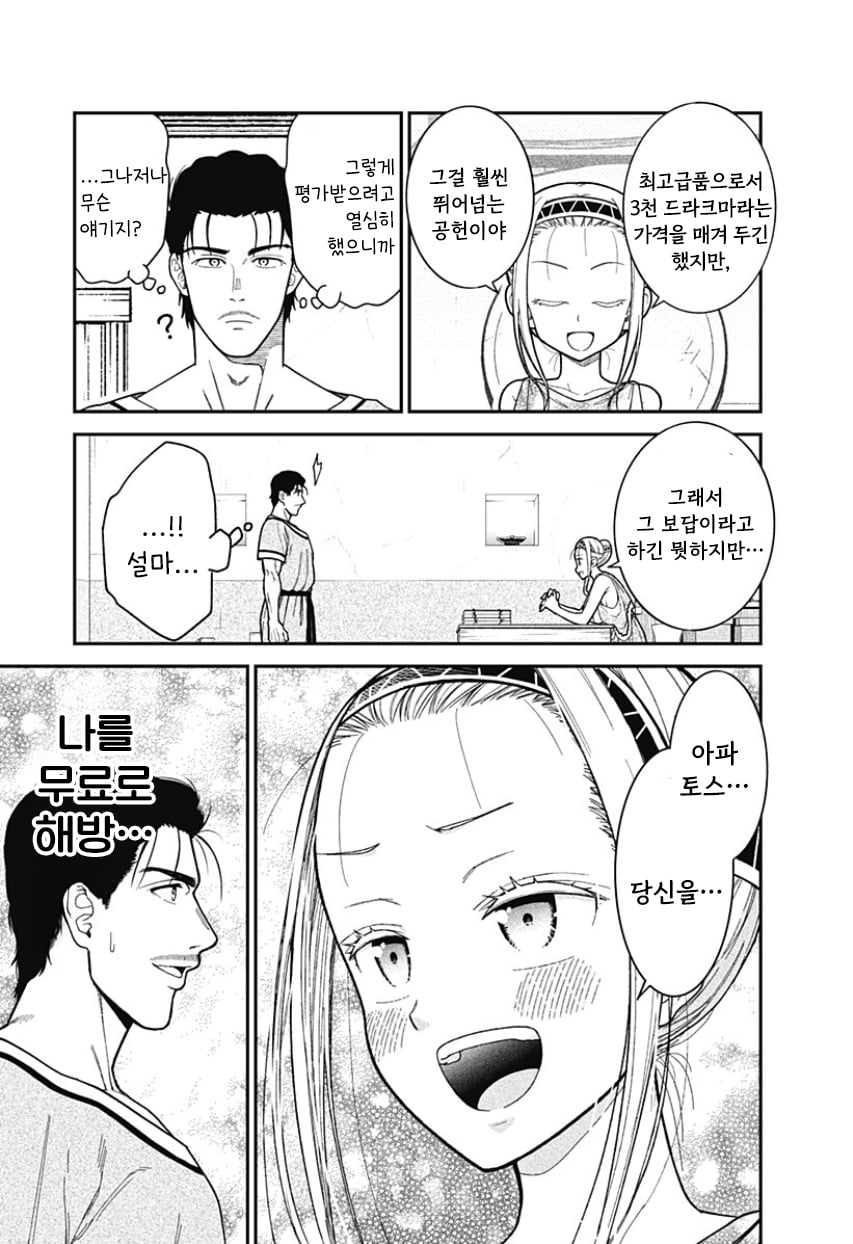 최고급품으로서
3천 드라크마라는
가격을 매겨 두긴
했지만,
그걸 훨씬
뛰어넘는
공헌이야
그렇게
평가받으려고
열심히
했으니까
…그나저나
무슨
얘기지?
?
그래서
그 보답이라고
하긴 뭣하지만…
…!!
설마…
아파
토스…
당신을…
나를
무료로
해방…